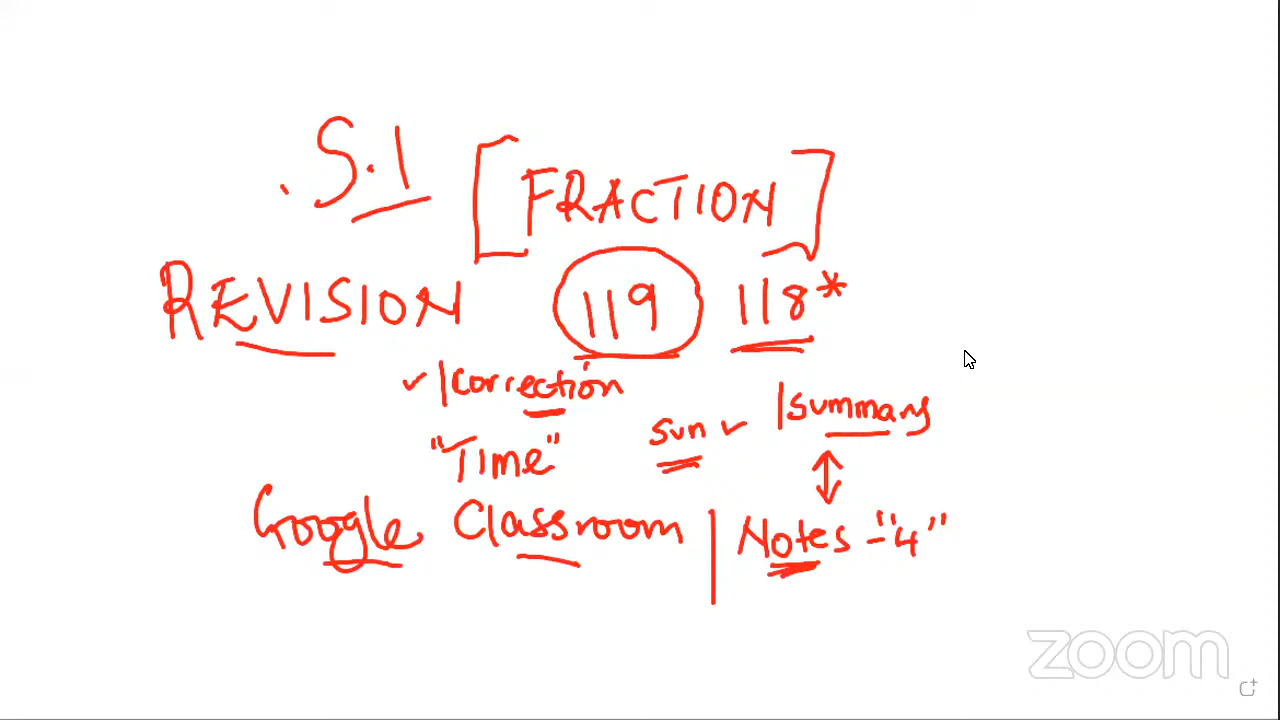 . S.1 [FRACTION]
REVISION 119 118*
✓ |correction
sun ✓ |summary
"Time"
Google Classroom | Notes - "4"
zoom